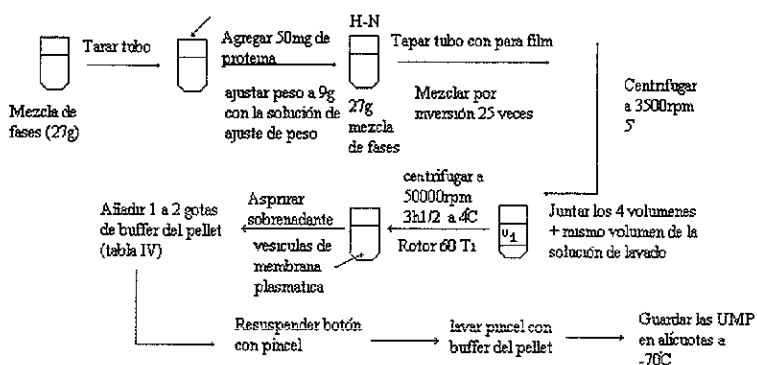 H-N
Tarar tubo
Agregar 50mg de
proteina
Tapar tubo con para film
Mezcla de
fases (27g)
ajustar peso a 9g
con la solución de
ajuste de peso
27g
mezcla
de fases
Mezclar por
inversión 25 veces
Centrifugar
a 3500rpm
5'
centrifugar a
50000rpm
3h1/2 a 4C
Rotor 60 Ti
Juntar los 4 volumenes
+ mismo volumen de la
solución de lavado
U1
Aspirar
sobrenadante
vesiculas de
membrana
plasmatica
Añadir 1 a 2 gotas
de buffer del pellet
(tabla IV)
Resuspender botón
con pincel
lavar pincel con
buffer del pellet
Guardar las UMP
en alicuotas a
-70C